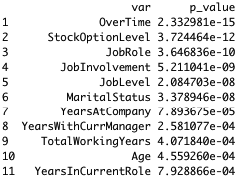 var p_value
1 OverTime 2.332981e-15
2 StockOptionLevel 3.724464e-12
3 JobRole 3.646836e-10
4 JobInvolvement 5.211041e-09
5 JobLevel 2.084703e-08
6 MaritalStatus 3.378946e-08
7 YearsAtCompany 7.893675e-05
8 YearsWithCurrManager 2.581077e-04
9 TotalWorkingYears 4.071840e-04
10 Age 4.559260e-04
11 YearsInCurrentRole 7.928866e-04